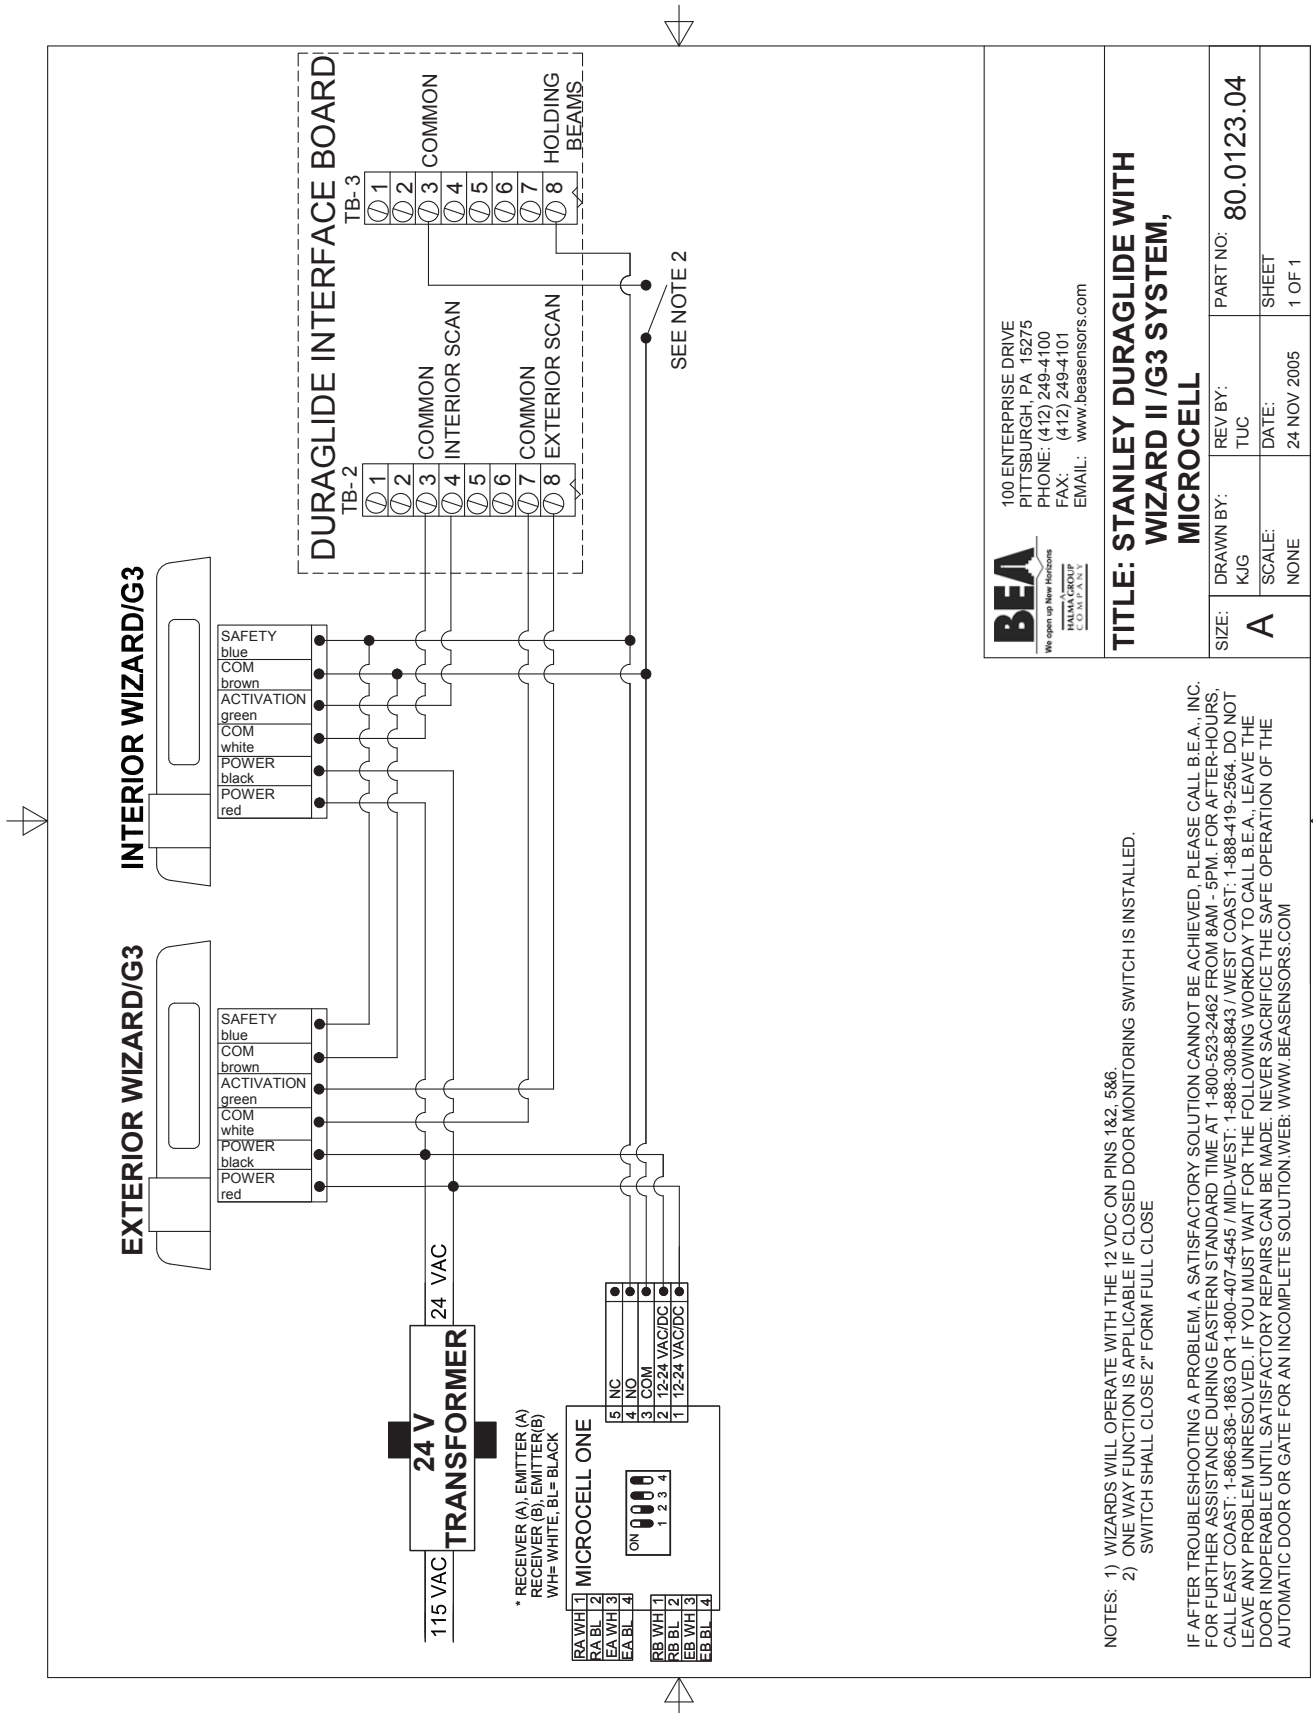 EXTERIOR WIZARD/G3
SAFETY
blue
COM
brown
ACTIVATION
green
COM
white
POWER
black
POWER
red
INTERIOR WIZARD/G3
SAFETY
blue
COM
brown
ACTIVATION
green
COM
white
POWER
black
POWER
red
DURAGLIDE INTERFACE BOARD
TB- 2
1
2
3 COMMON
4 INTERIOR SCAN
5
6
7 COMMON
8 EXTERIOR SCAN
TB- 3
1
2
3 COMMON
4
5
6
7
8 HOLDING
BEAMS
SEE NOTE 2
115 VAC
24 V
TRANSFORMER
24 VAC
* RECEIVER (A), EMITTER (A)
RECEIVER (B), EMITTER(B)
WH= WHITE, BL= BLACK
MICROCELL ONE
RA WH 1
RA BL 2
EA WH 3
EA BL 4
RB WH 1
RB BL 2
EB WH 3
EB BL 4
ON
1 2 3 4
5 NC
4 NO
3 COM
2 12-24 VAC/DC
1 12-24 VAC/DC
NOTES: 1) WIZARDS WILL OPERATE WITH THE 12 VDC ON PINS 1&2, 5&6.
2) ONE WAY FUNCTION IS APPLICABLE IF CLOSED DOOR MONITORING SWITCH IS INSTALLED.
SWITCH SHALL CLOSE 2" FORM FULL CLOSE
IF AFTER TROUBLESHOOTING A PROBLEM, A SATISFACTORY SOLUTION CANNOT BE ACHIEVED, PLEASE CALL B.E.A., INC.
FOR FURTHER ASSISTANCE DURING EASTERN STANDARD TIME AT 1-800-523-2462 FROM 8AM - 5PM. FOR AFTER-HOURS,
CALL EAST COAST: 1-866-836-1863 OR 1-800-407-4545 / MID-WEST: 1-888-308-8843 / WEST COAST: 1-888-419-2564. DO NOT
LEAVE ANY PROBLEM UNRESOLVED. IF YOU MUST WAIT FOR THE FOLLOWING WORKDAY TO CALL B.E.A., LEAVE THE
DOOR INOPERABLE UNTIL SATISFACTORY REPAIRS CAN BE MADE. NEVER SACRIFICE THE SAFE OPERATION OF THE
AUTOMATIC DOOR OR GATE FOR AN INCOMPLETE SOLUTION.WEB: WWW.BEASENSORS.COM
BEA
We open up New Horizons
A
HALMA GROUP
COMPANY
100 ENTERPRISE DRIVE
PITTSBURGH, PA 15275
PHONE: (412) 249-4100
FAX: (412) 249-4101
EMAIL: www.beasensors.com
TITLE: STANLEY DURAGLIDE WITH
WIZARD II /G3 SYSTEM,
MICROCELL
SIZE:
A
DRAWN BY:
KJG
REV BY:
TUC
PART NO:
80.0123.04
SCALE:
NONE
DATE:
24 NOV 2005
SHEET
1 OF 1